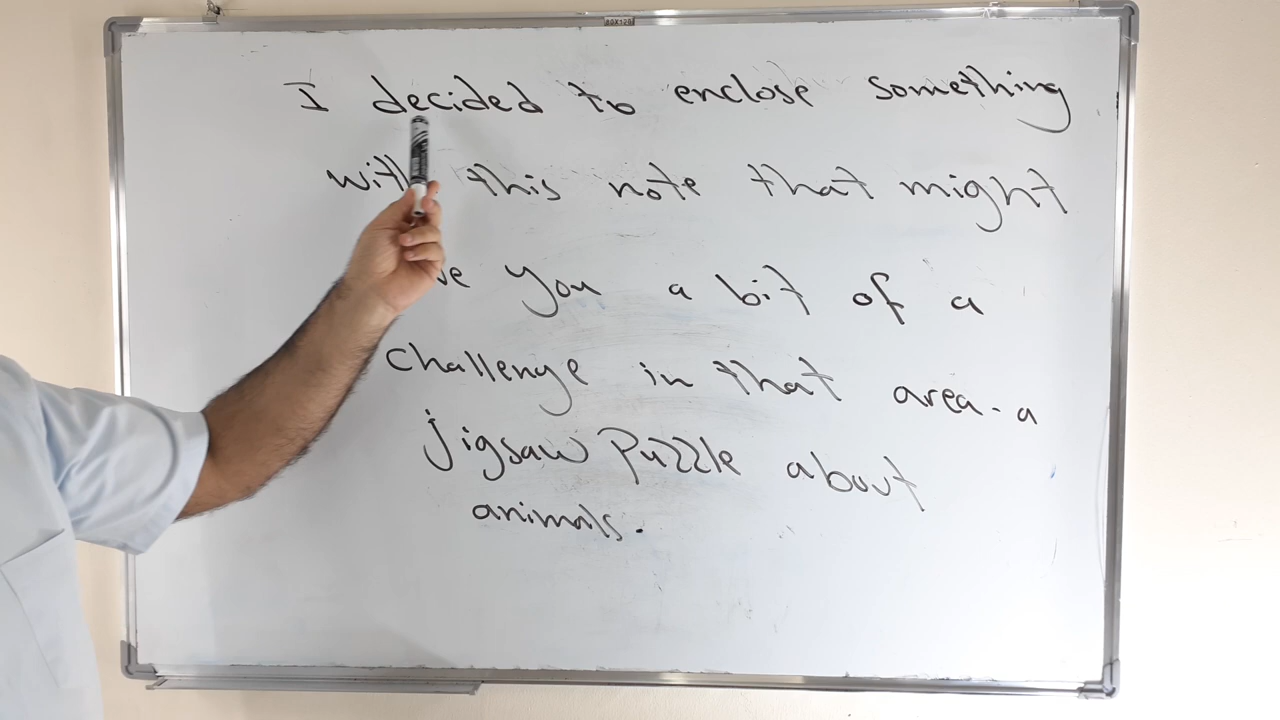 80X120
I decided to enclose something
with this note that might
you a bit of a
challenge in that area-a
Jigsaw Puzzle about
animals.